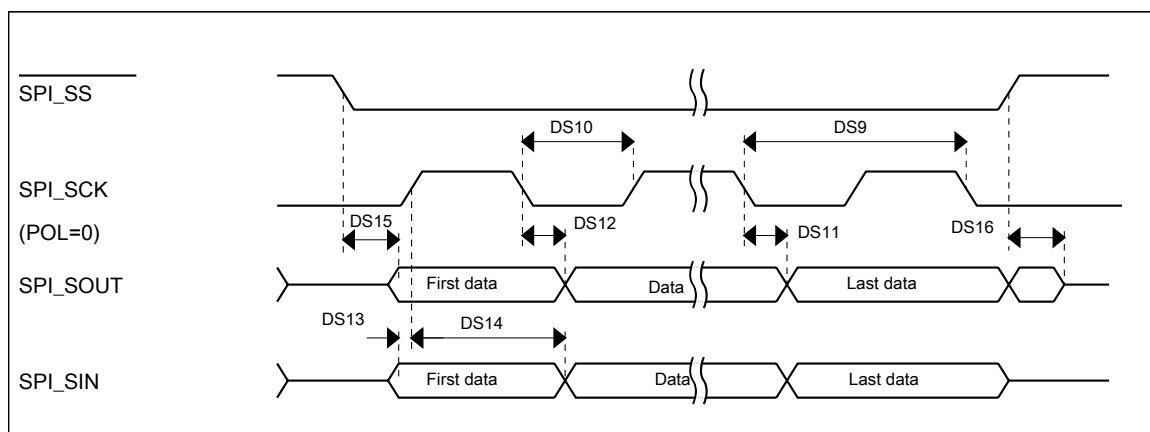 SPI_SS
DS10
DS9
SPI_SCK
(POL=0)
DS15
DS12
DS11
DS16
SPI_SOUT
First data
Data
Last data
DS13
DS14
SPI_SIN
First data
Data
Last data